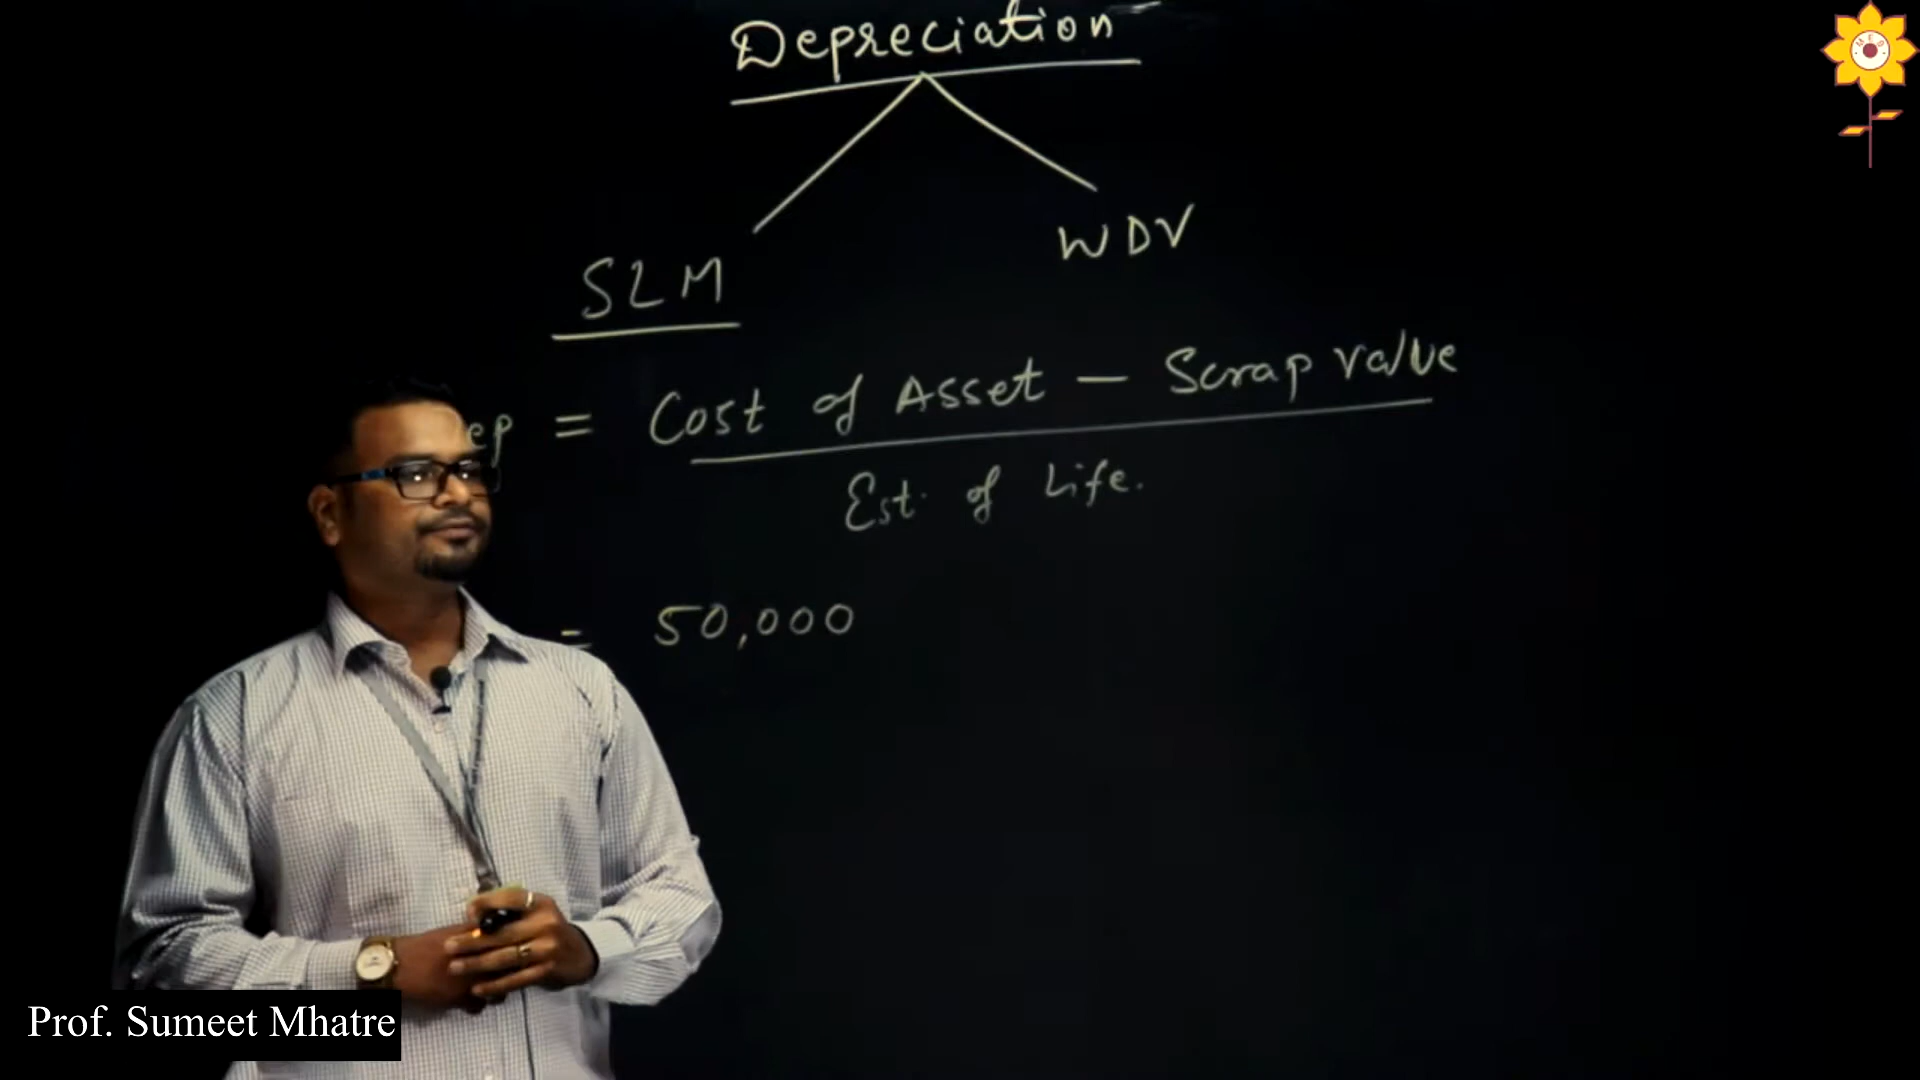 Depreciation
SLM
WDV
ep = Cost of Asset – Scrap value
Est. of Life.
= 50,000
Prof. Sumeet Mhatre